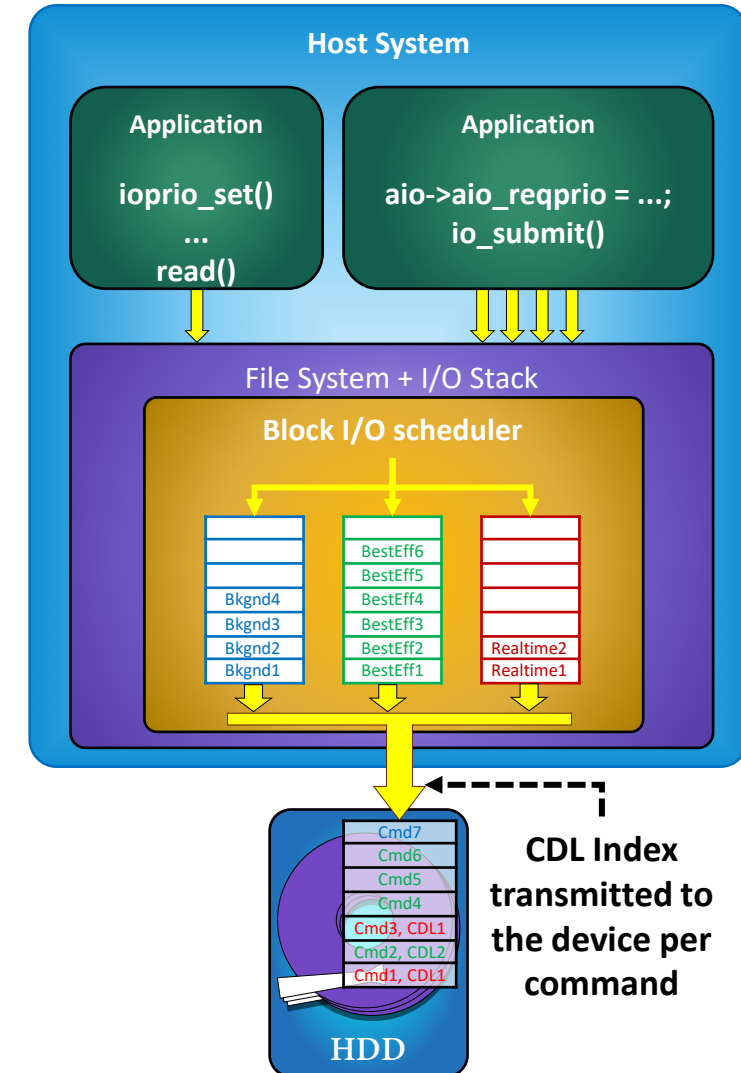 Host System
Application
ioprio_set()
...
read()
Application
aio->aio_reqprio = ...;
io_submit()
File System + I/O Stack
Block I/O scheduler
Bkgnd4
Bkgnd3
Bkgnd2
Bkgnd1
BestEff6
BestEff5
BestEff4
BestEff3
BestEff2
BestEff1
Realtime2
Realtime1
Cmd7
Cmd6
Cmd5
Cmd4
Cmd3, CDL1
Cmd2, CDL2
Cmd1, CDL1
HDD
CDL Index
transmitted to
the device per
command